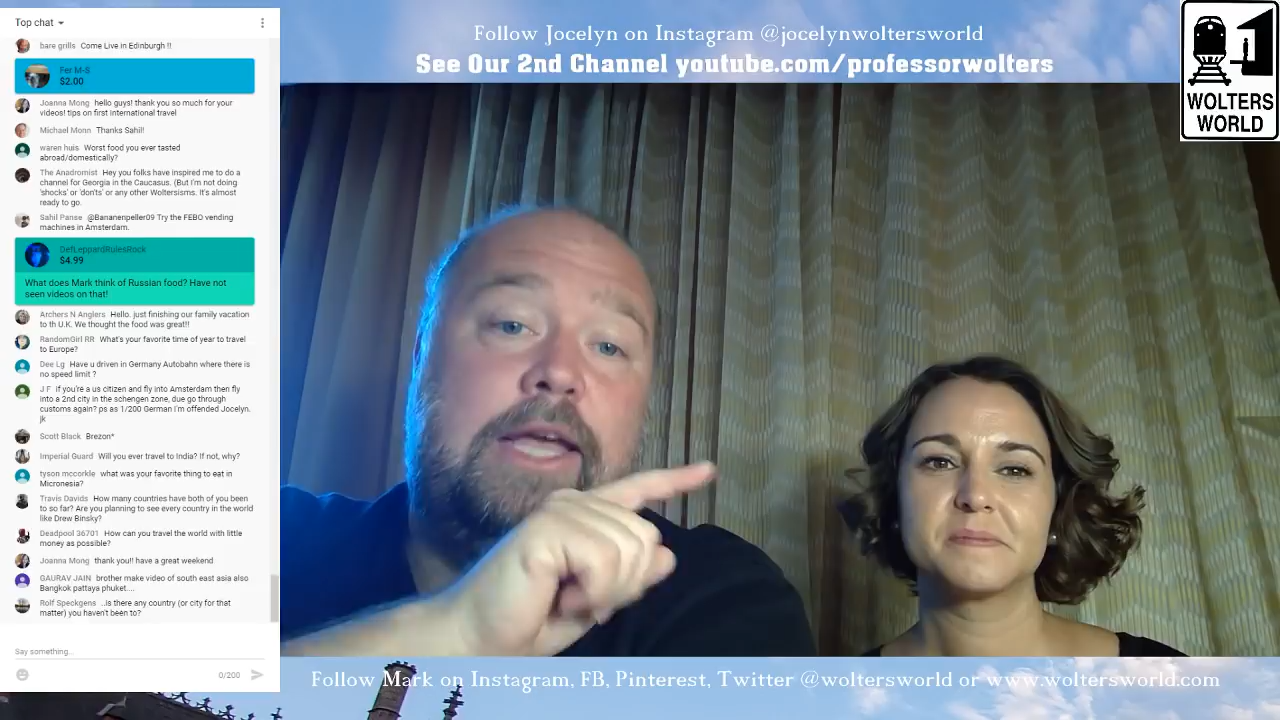 Top chat
bare grills Come Live in Edinburgh !!
Fer M-S
$2.00
Joanna Mong hello guys! thank you so much for your
videos! tips on first international travel
Michael Monn Thanks Sahil!
waren huis Worst food you ever tasted
abroad/domestically?
The Anadromist Hey you folks have inspired me to do a
channel for Georgia in the Caucasus. (But I'm not doing
'shocks' or 'don'ts' or any other Woltersisms. It's almost
ready to go.
Sahil Panse @Bananenpeller09 Try the FEBO vending
machines in Amsterdam.
DefLeppardRulesRock
$4.99
What does Mark think of Russian food? Have not
seen videos on that!
Archers N Anglers Hello. just finishing our family vacation
to th U.K. We thought the food was great!!
RandomGirl RR What's your favorite time of year to travel
to Europe?
Dee Lg Have u driven in Germany Autobahn where there is
no speed limit ?
J F if you're a us citizen and fly into Amsterdam then fly
into a 2nd city in the schengen zone, due go through
customs again? ps as 1/200 German I'm offended Jocelyn.
jk
Scott Black Brezon*
Imperial Guard Will you ever travel to India? If not, why?
tyson mccorkle what was your favorite thing to eat in
Micronesia?
Travis Davids How many countries have both of you been
to so far? Are you planning to see every country in the world
like Drew Binsky?
Deadpool 36701 How can you travel the world with little
money as possible?
Joanna Mong thank you!! have a great weekend
GAURAV JAIN brother make video of south east asia also
Bangkok pattaya phuket....
Rolf Speckgens ...Is there any country (or city for that
matter) you haven't been to?
Say something...
0/200
Follow Jocelyn on Instagram @jocelynwoltersworld
See Our 2nd Channel youtube.com/professorwolters
WOLTERS
WORLD
Follow Mark on Instagram, FB, Pinterest, Twitter @woltersworld or www.woltersworld.com